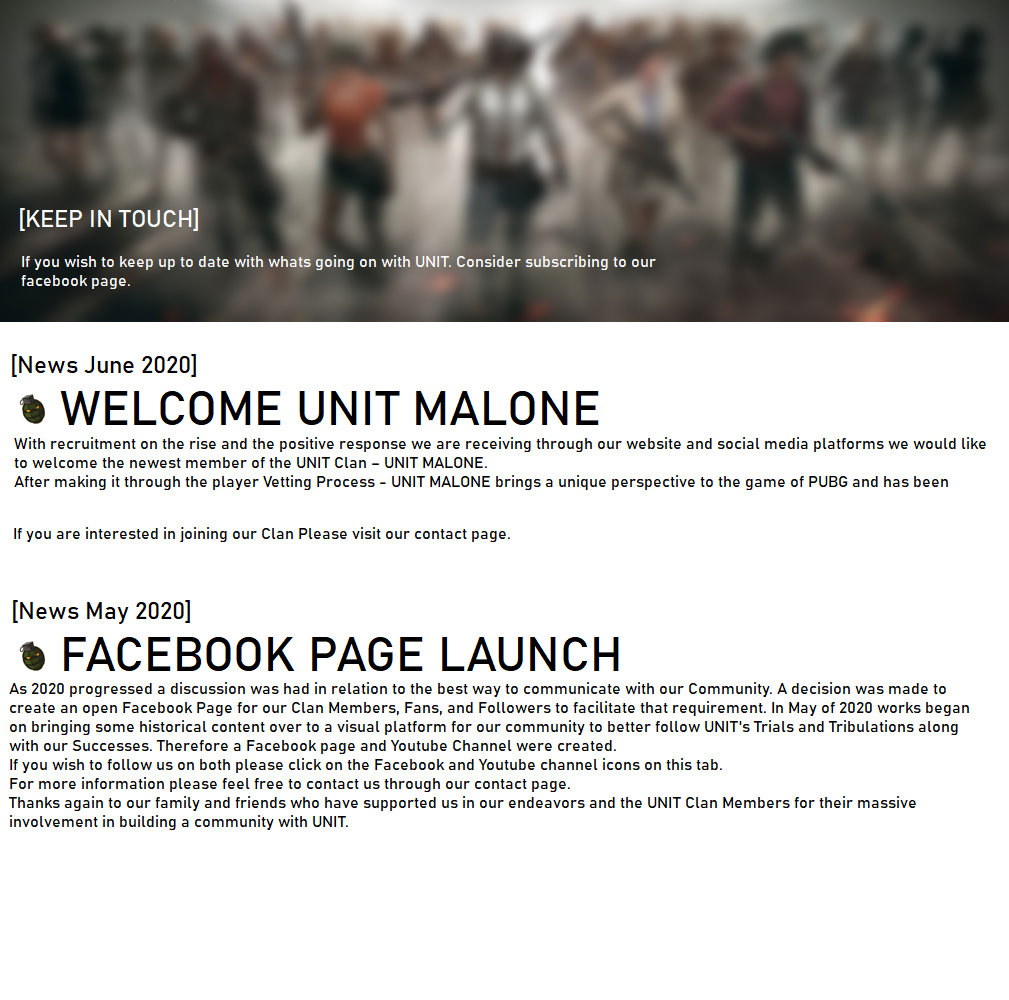 [KEEP IN TOUCH]
If you wish to keep up to date with whats going on with UNIT. Consider subscribing to our
facebook page.
[News June 2020]
WELCOME UNIT MALONE
With recruitment on the rise and the positive response we are receiving through our website and social media platforms we would like
to welcome the newest member of the UNIT Clan – UNIT MALONE.
After making it through the player Vetting Process - UNIT MALONE brings a unique perspective to the game of PUBG and has been
If you are interested in joining our Clan Please visit our contact page.
[News May 2020]
FACEBOOK PAGE LAUNCH
As 2020 progressed a discussion was had in relation to the best way to communicate with our Community. A decision was made to
create an open Facebook Page for our Clan Members, Fans, and Followers to facilitate that requirement. In May of 2020 works began
on bringing some historical content over to a visual platform for our community to better follow UNIT's Trials and Tribulations along
with our Successes. Therefore a Facebook page and Youtube Channel were created.
If you wish to follow us on both please click on the Facebook and Youtube channel icons on this tab.
For more information please feel free to contact us through our contact page.
Thanks again to our family and friends who have supported us in our endeavors and the UNIT Clan Members for their massive
involvement in building a community with UNIT.